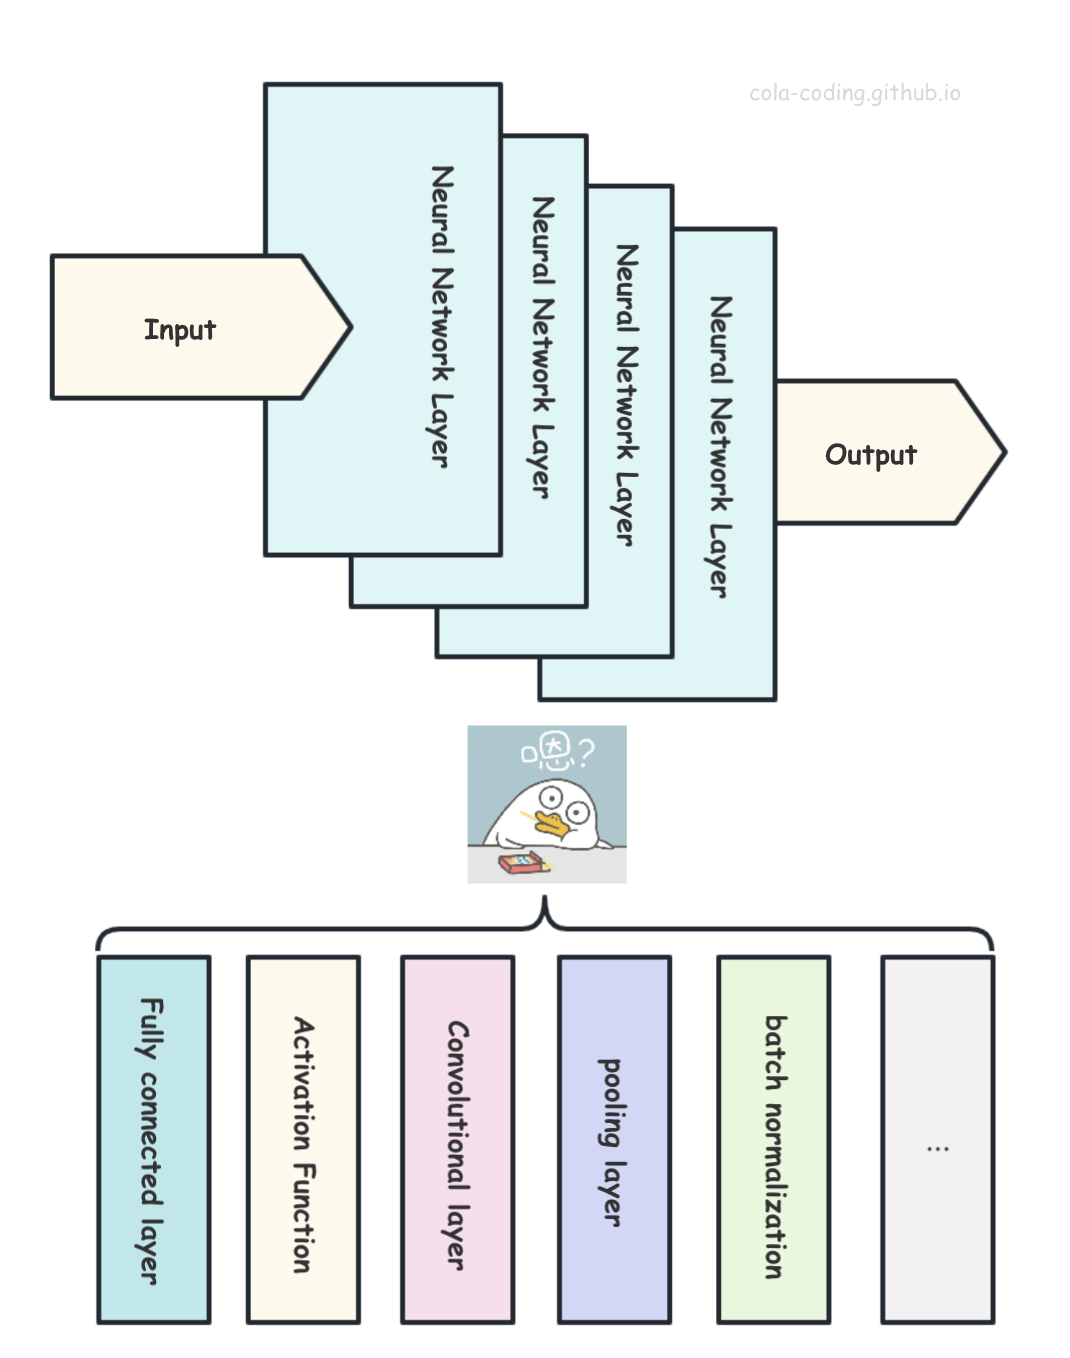 cola-coding.github.io
Neural Network Layer
Neural Network Layer
Neural Network Layer
Neural Network Layer
Input
Output
嗯?
Fully connected layer
Activation Function
Convolutional layer
pooling layer
batch normalization
...